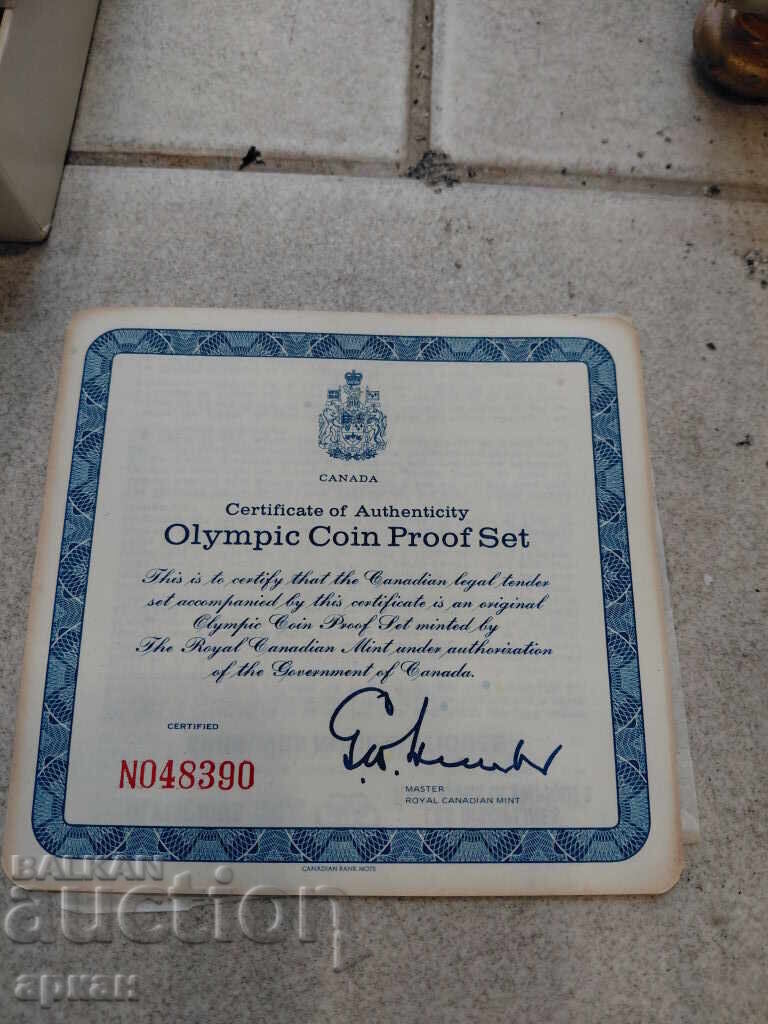 CANADA
Certificate of Authenticity
Olympic Coin Proof Set
This is to certify that the Canadian legal tender
set accompanied by this certificate is an original
Olympic Coin Proof Set minted by
The Royal Canadian Mint under authorization
of the Government of Canada.
CERTIFIED
N048390
MASTER
ROYAL CANADIAN MINT
CANADIAN BANK NOTE
BALKAN
auction
аркан